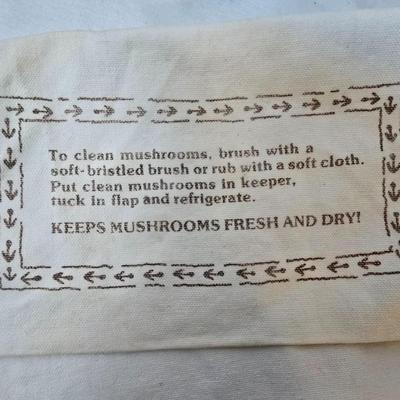 To clean mushrooms, brush with a
soft-bristled brush or rub with a soft cloth.
Put clean mushrooms in keeper,
tuck in flap and refrigerate.
KEEPS MUSHROOMS FRESH AND DRY!